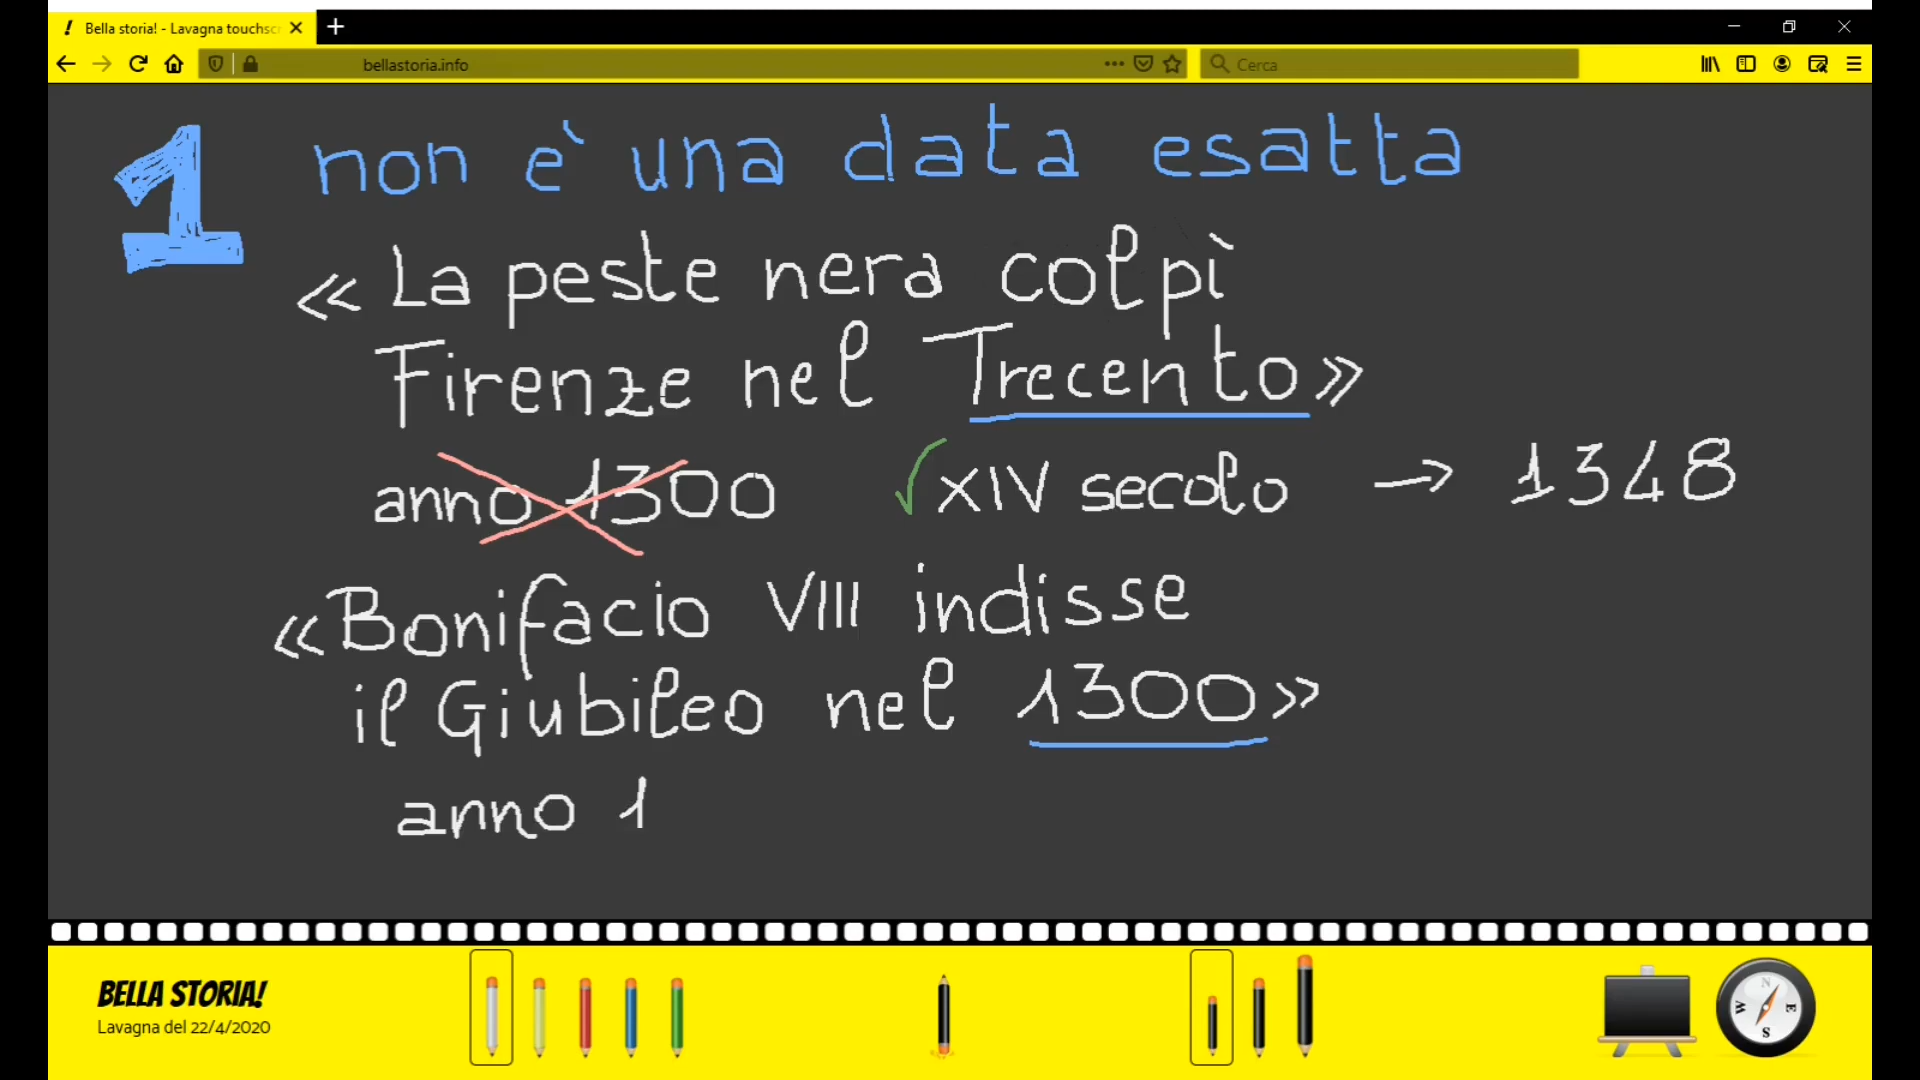 ! Bella storia! - Lavagna touchscr
bellastoria.info
Cerca
1 non è una data esatta
«La peste nera colpì
Firenze nel Trecento»
anno 1300 √ XIV secolo → 1348
«Bonifacio VIII indisse
il Giubileo nel 1300»
anno 1
BELLA STORIA!
Lavagna del 22/4/2020
N
W E
S